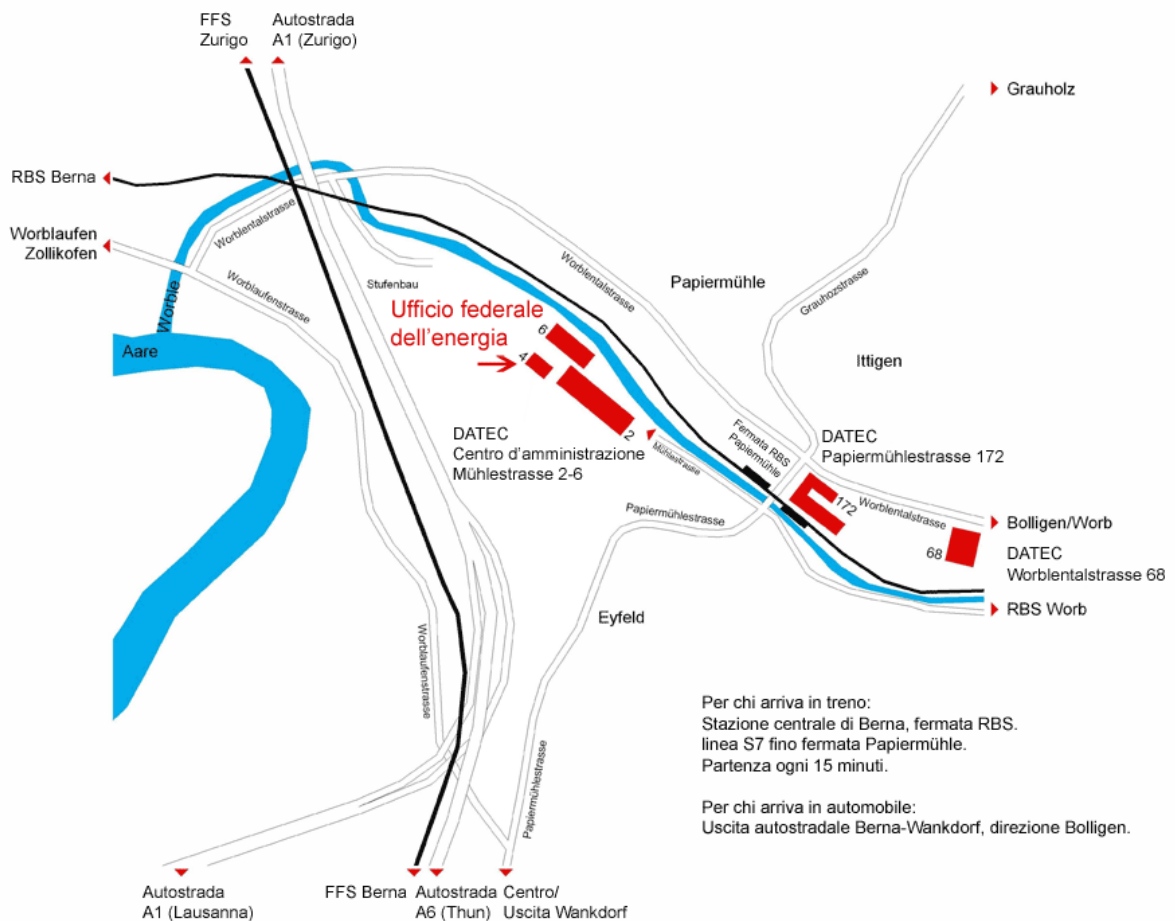 FFS
Zurigo
Autostrada
A1 (Zurigo)
Grauholz
RBS Berna
Worblaufen
Zollikofen
Worblentalstrasse
Worblaufenstrasse
Worble
Aare
Stufenbau
Worblentalstrasse
Papiermühle
Grauhozstrasse
Ittigen
Ufficio federale
dell'energia
6
4
2
DATEC
Centro d'amministrazione
Mühlestrasse 2-6
Mühlestrasse
Fermata RBS
Papiermühle
DATEC
Papiermühlestrasse 172
172
Worblentalstrasse
Papiermühlestrasse
Bolligen/Worb
68
DATEC
Worblentalstrasse 68
RBS Worb
Eyfeld
Worblaufenstrasse
Papiermühlestrasse
Per chi arriva in treno:
Stazione centrale di Berna, fermata RBS.
linea S7 fino fermata Papiermühle.
Partenza ogni 15 minuti.
Per chi arriva in automobile:
Uscita autostradale Berna-Wankdorf, direzione Bolligen.
Autostrada
A1 (Lausanna)
FFS Berna
Autostrada
A6 (Thun)
Centro/
Uscita Wankdorf